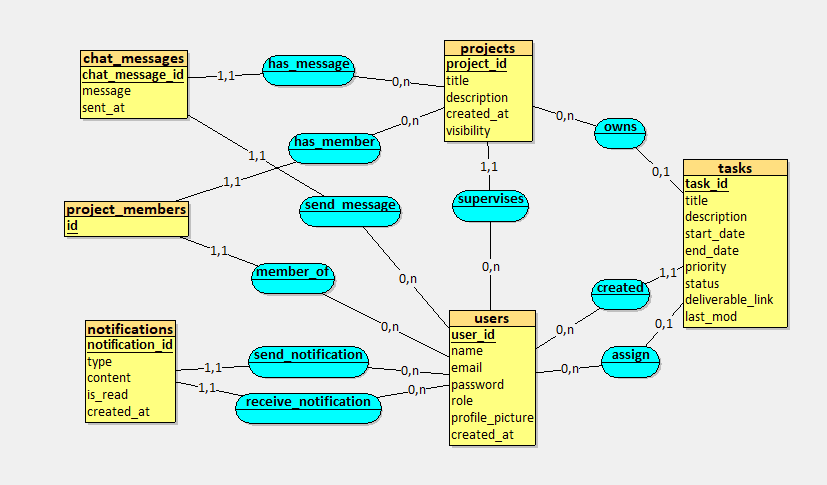 projects
project_id
title
description
created_at
visibility
chat_messages
chat_message_id
message
sent_at
has_message
1,1
0,n
has_member
0,n
1,1
owns
0,n
0,1
tasks
task_id
title
description
start_date
end_date
priority
status
deliverable_link
last_mod
project_members
id
send_message
1,1
0,n
supervises
1,1
0,n
member_of
1,1
0,n
created
1,1
0,n
assign
0,1
0,n
users
user_id
name
email
password
role
profile_picture
created_at
notifications
notification_id
type
content
is_read
created_at
send_notification
1,1
0,n
receive_notification
1,1
0,n